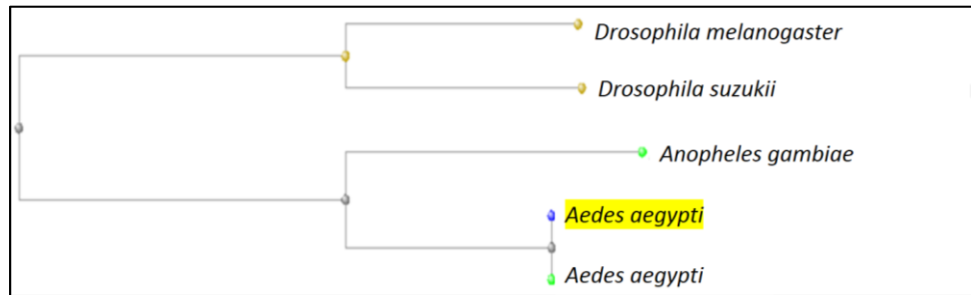 Drosophila melanogaster
Drosophila suzukii
Anopheles gambiae
Aedes aegypti
Aedes aegypti